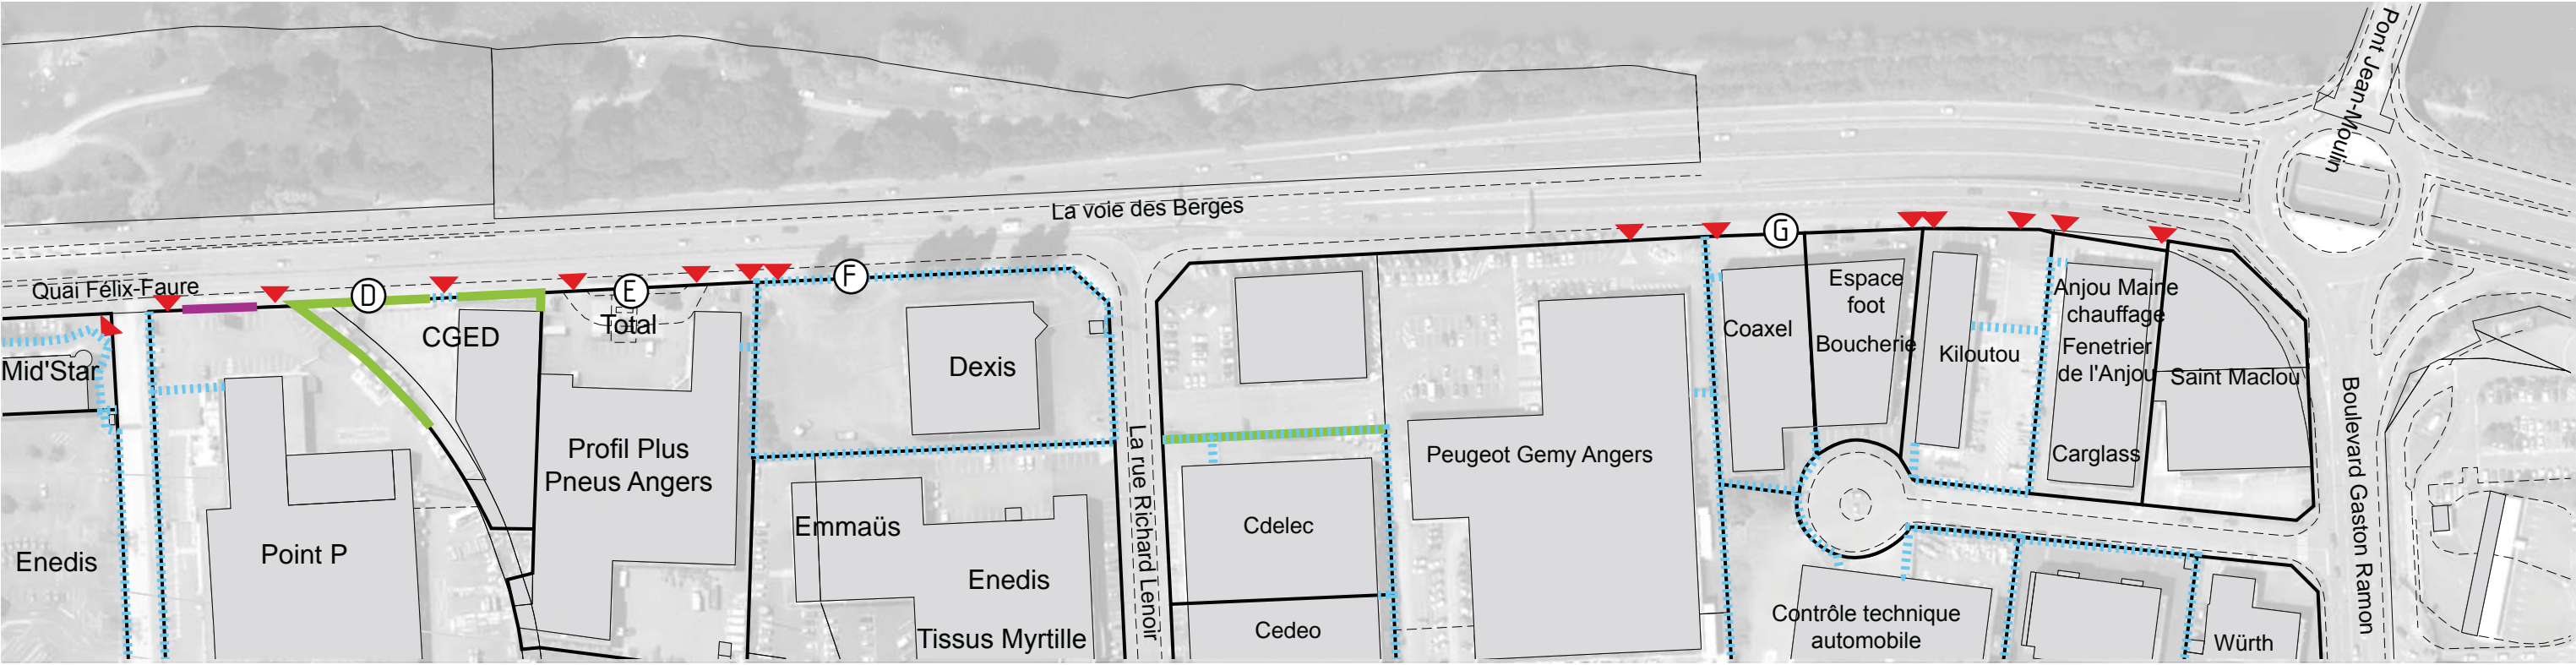 Pont Jean-Moulin
La voie des Berges
G
Quai Félix-Faure
D
E
F
Total
CGED
Mid'Star
Dexis
Espace
foot
Coaxel
Boucherie
Kiloutou
Anjou Maine
chauffage
Fenetrier
de l'Anjou
Saint Maclou
Carglass
Profil Plus
Pneus Angers
Peugeot Gemy Angers
La rue Richard Lenoir
Boulevard Gaston Ramon
Emmaüs
Cdelec
Enedis
Point P
Enedis
Tissus Myrtille
Cedeo
Contrôle technique
automobile
Würth